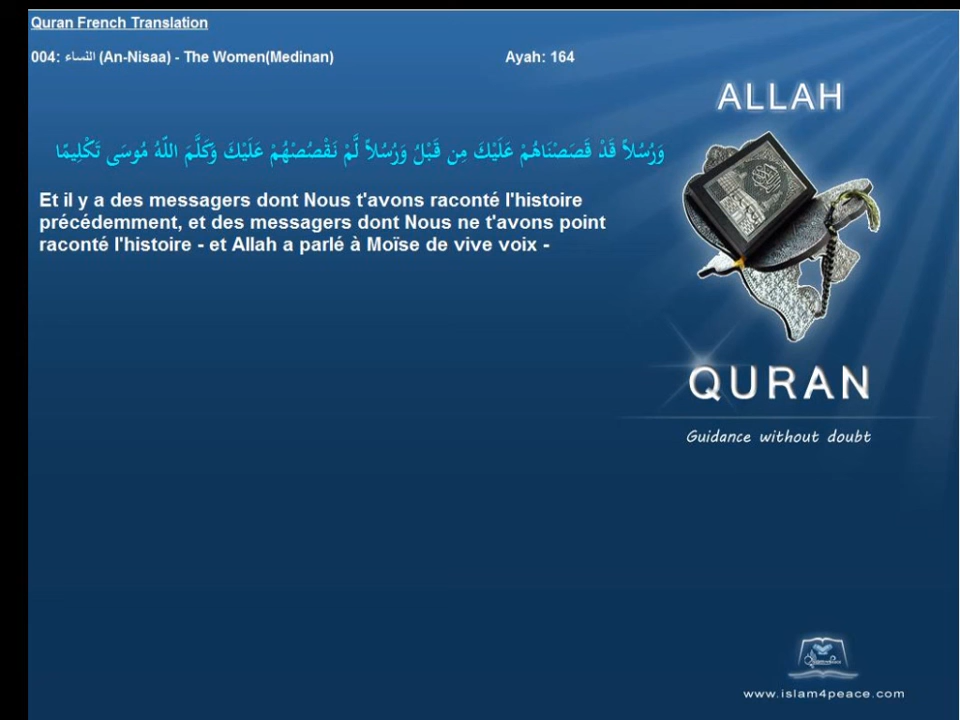 Quran French Translation
004: النساء (An-Nisaa) - The Women(Medinan)
Ayah: 164
ALLAH
وَرُسُلاً قَدْ قَصَصْنَاهُمْ عَلَيْكَ مِن قَبْلُ وَرُسُلاً لَّمْ نَقْصُصْهُمْ عَلَيْكَ وَكَلَّمَ اللّهُ مُوسَى تَكْلِيمًا
Et il y a des messagers dont Nous t'avons raconté l'histoire
précédemment, et des messagers dont Nous ne t'avons point
raconté l'histoire - et Allah a parlé à Moïse de vive voix -
QURAN
Guidance without doubt
www.islam4peace.com